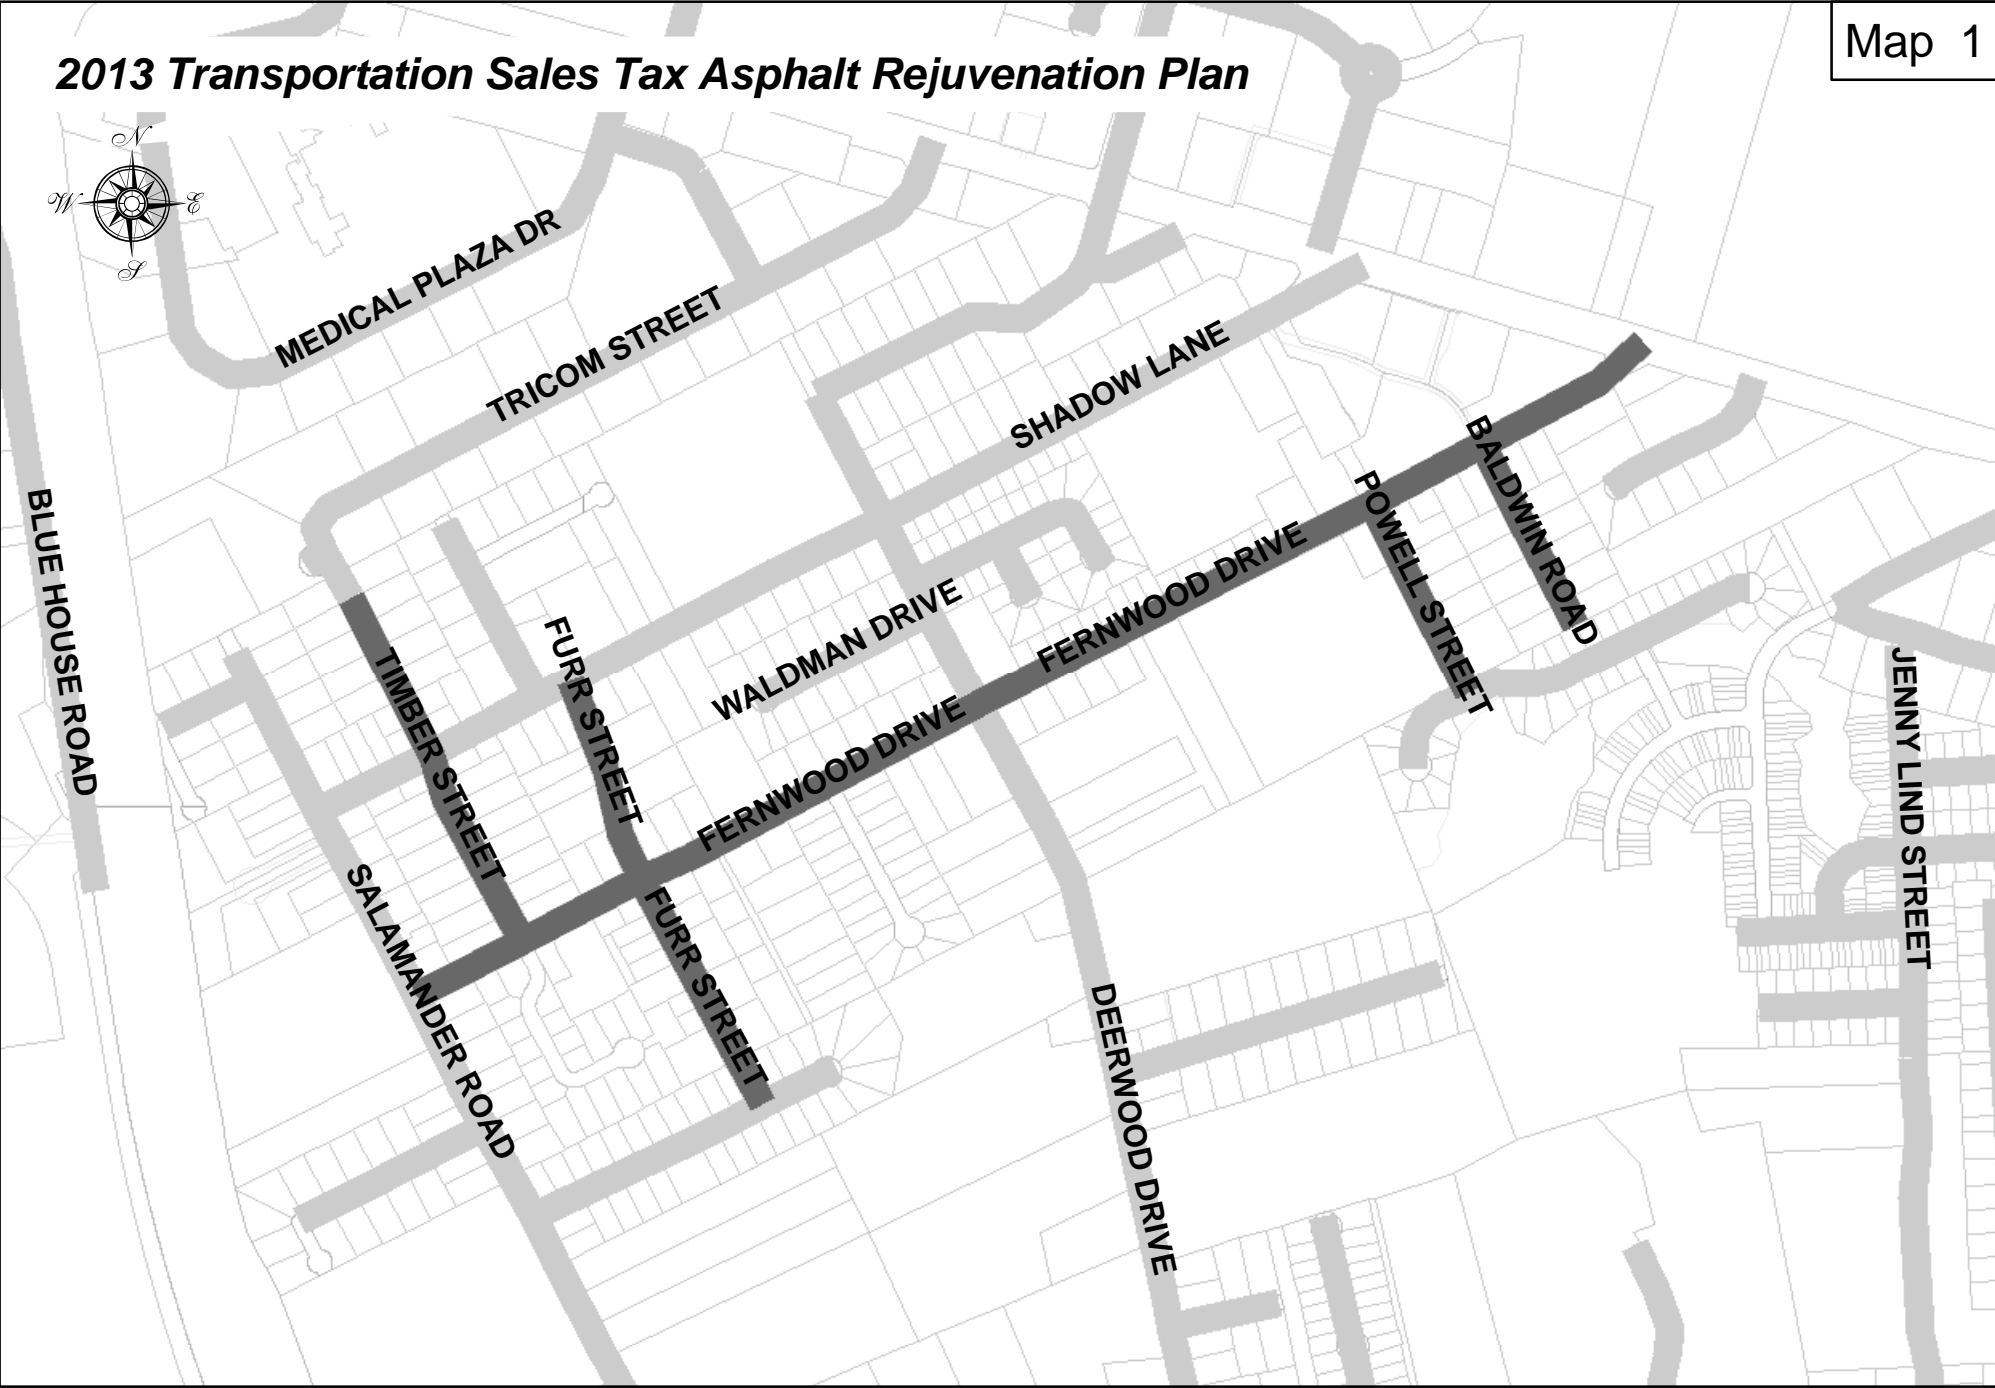 Map 1
2013 Transportation Sales Tax Asphalt Rejuvenation Plan
N
W
E
S
MEDICAL PLAZA DR
TRICOM STREET
SHADOW LANE
BALDWIN ROAD
POWELL STREET
BLUE HOUSE ROAD
FERNWOOD DRIVE
WALDMAN DRIVE
FURR STREET
TIMBER STREET
JENNY LIND STREET
FERNWOOD DRIVE
SALAMANDER ROAD
FURR STREET
DEERWOOD DRIVE